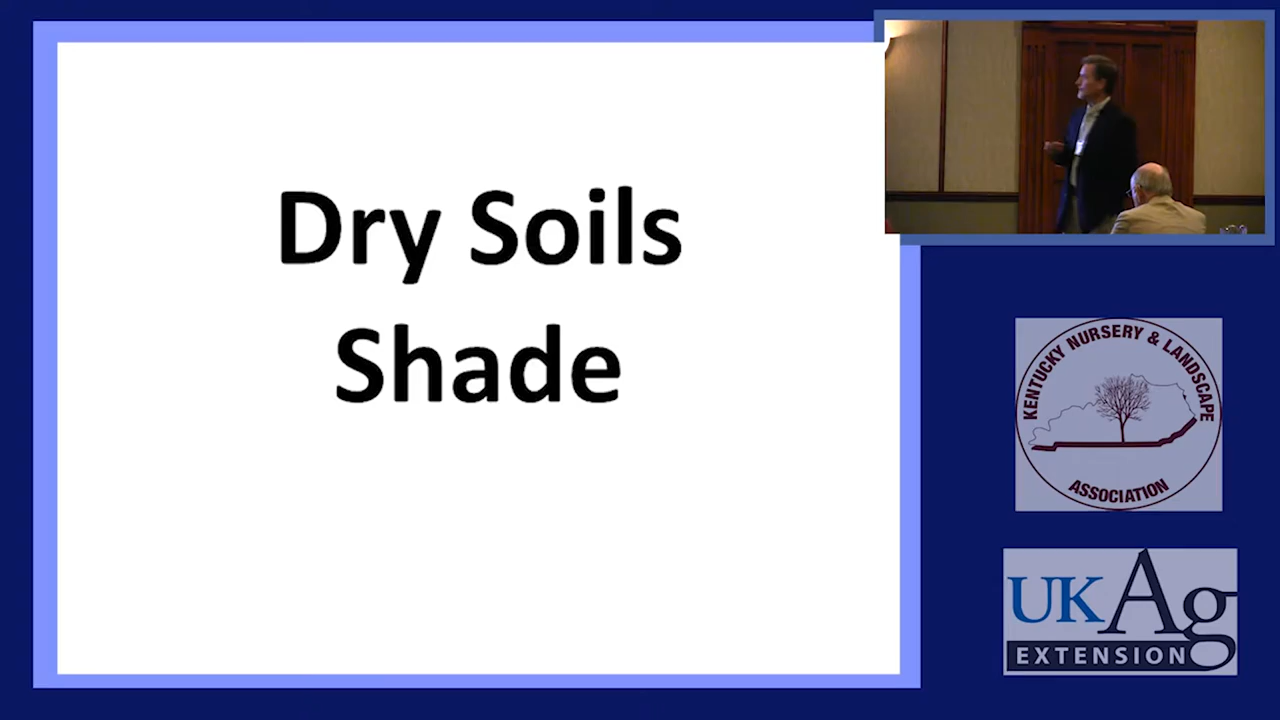 Dry Soils
Shade
KENTUCKY NURSERY & LANDSCAPE
ASSOCIATION
UKAg
EXTENSION